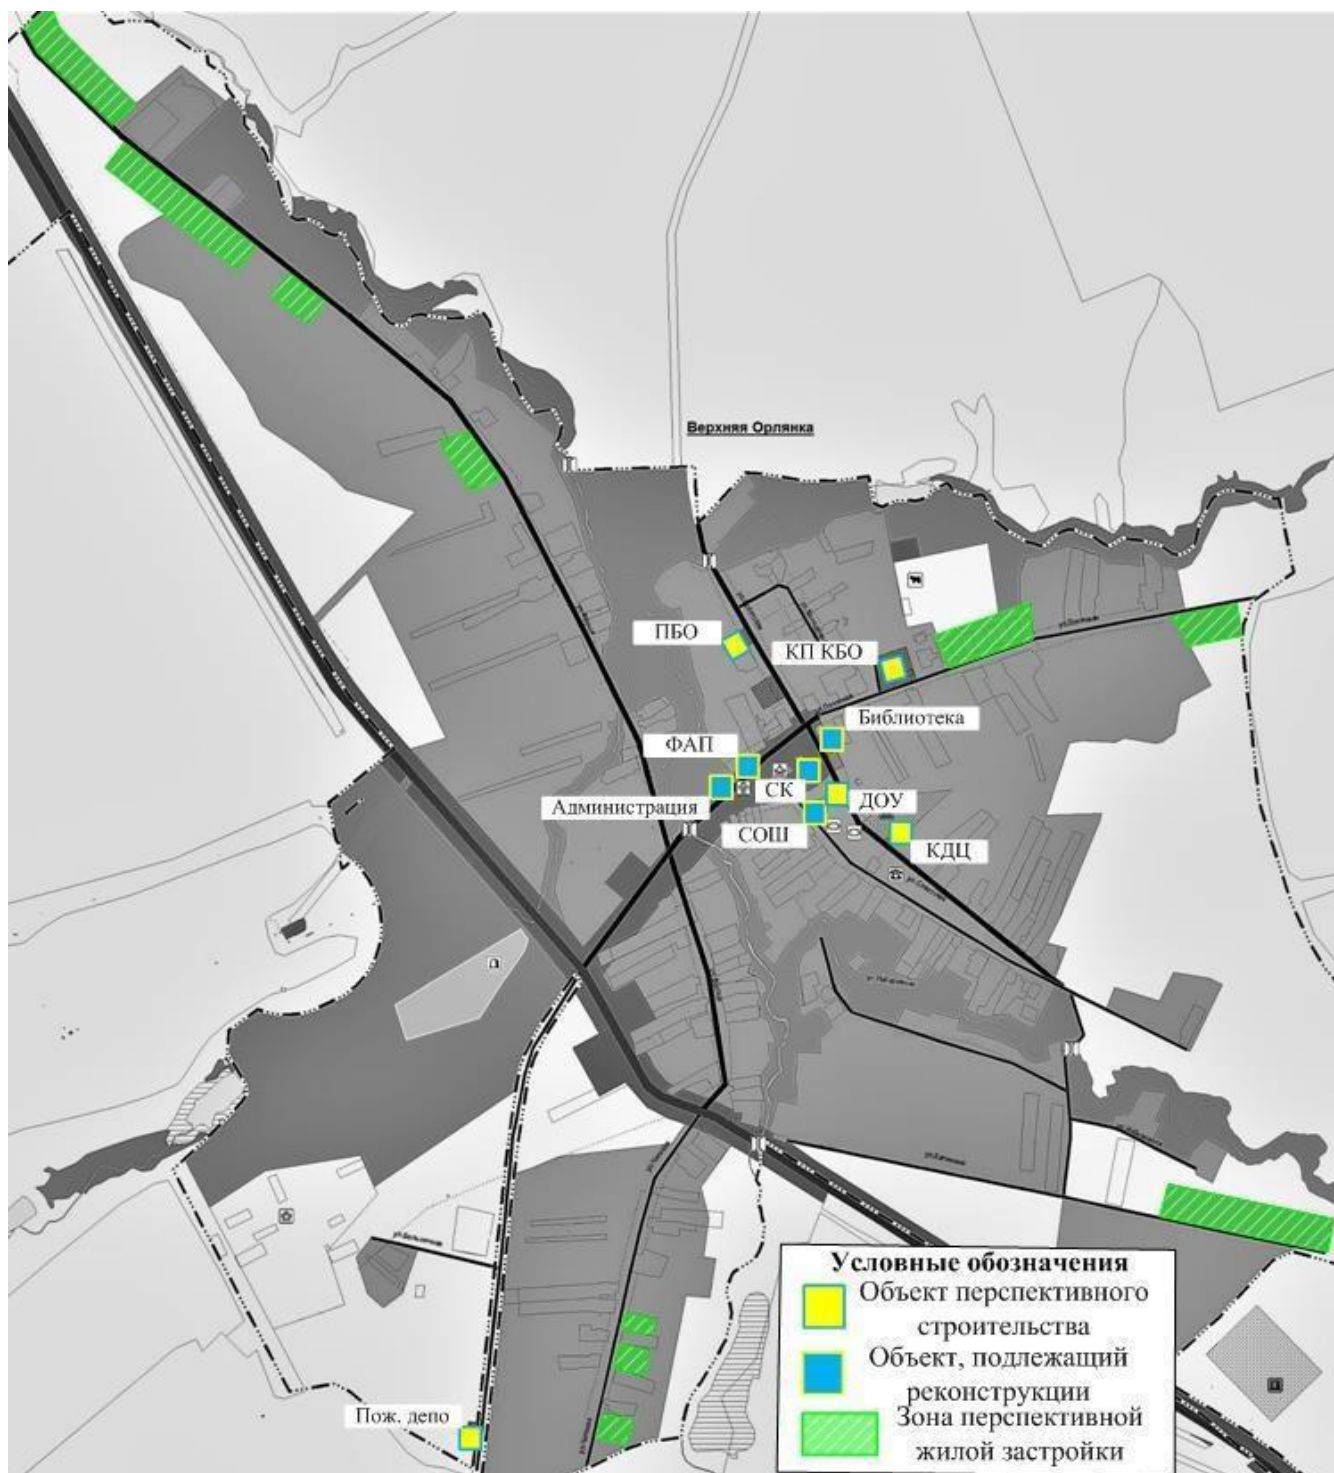 Верхняя Орлянка
ПБО
КП КБО
Библиотека
ФАП
СК
ДОУ
Администрация
СОШ
КДЦ
Пож. депо
Условные обозначения
Объект перспективного
строительства
Объект, подлежащий
реконструкции
Зона перспективной
жилой застройки